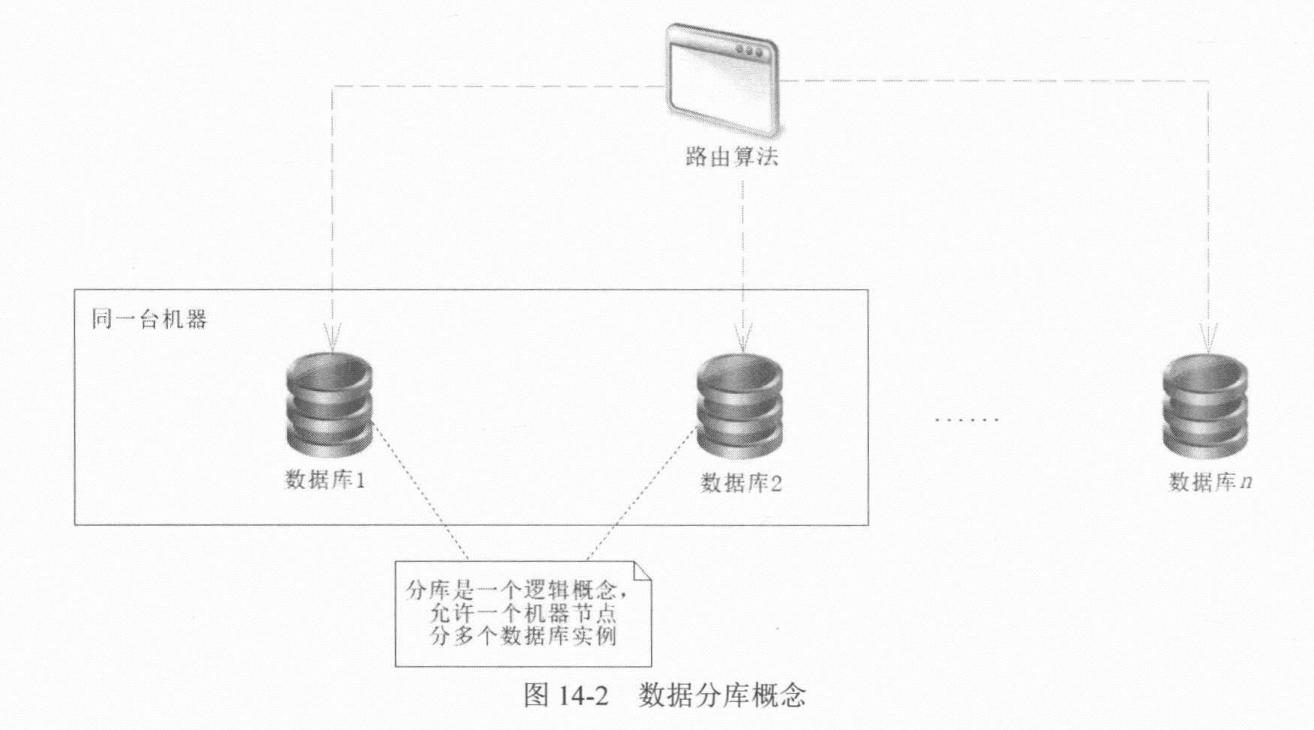 路由算法
同一台机器
数据库1
数据库2
······
数据库n
分库是一个逻辑概念，
允许一个机器节点
分多个数据库实例
图 14-2 数据分库概念